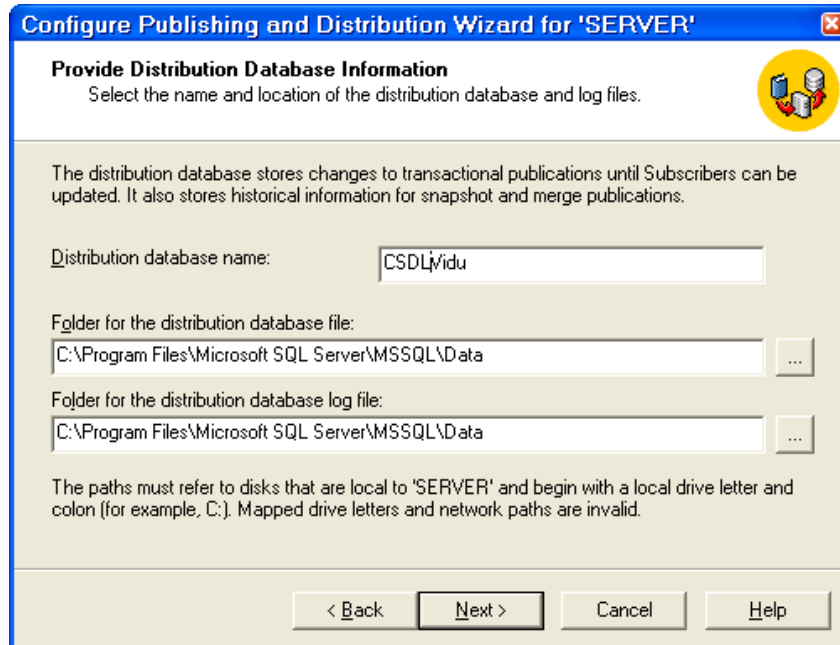 Configure Publishing and Distribution Wizard for 'SERVER'
Provide Distribution Database Information
Select the name and location of the distribution database and log files.
The distribution database stores changes to transactional publications until Subscribers can be
updated. It also stores historical information for snapshot and merge publications.
Distribution database name:
CSDLVidu
Folder for the distribution database file:
C:\Program Files\Microsoft SQL Server\MSSQL\Data
...
Folder for the distribution database log file:
C:\Program Files\Microsoft SQL Server\MSSQL\Data
...
The paths must refer to disks that are local to 'SERVER' and begin with a local drive letter and
colon (for example, C:). Mapped drive letters and network paths are invalid.
< Back
Next >
Cancel
Help